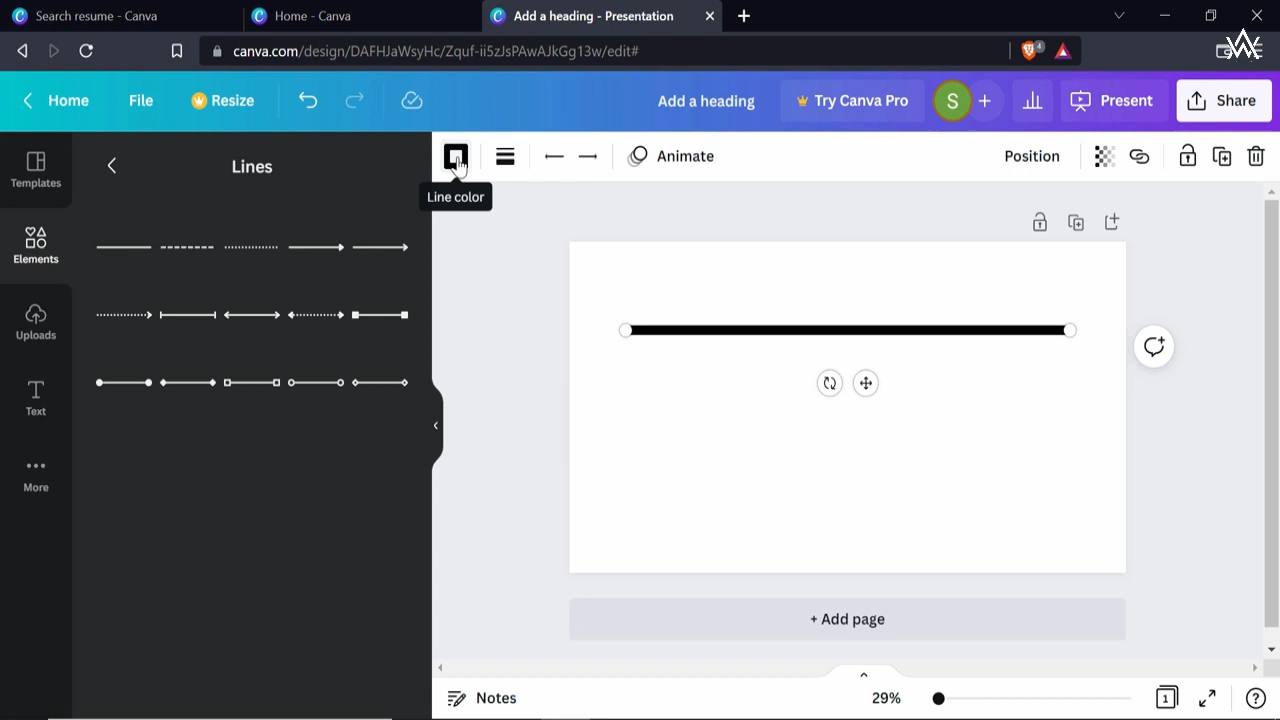 Search resume - Canva
Home - Canva
Add a heading - Presentation
canva.com/design/DAFHJaWsyHc/Zquf-ii5zJsPAwAJkGg13w/edit#
4
Home
File
Resize
Add a heading
Try Canva Pro
S
Present
Share
Templates
Elements
Uploads
Text
More
Lines
Animate
Position
Line color
+ Add page
Notes
29%
1